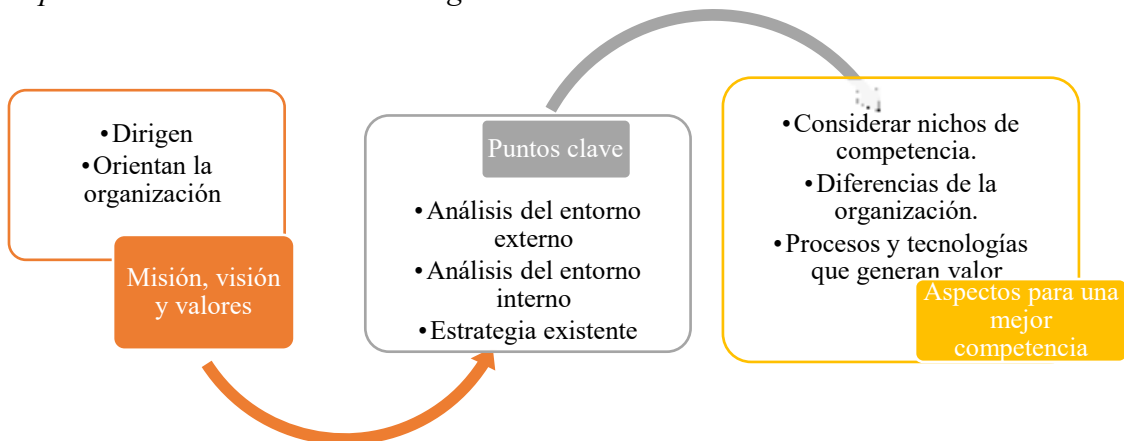 • Dirigen
• Orientan la
organización
Misión, visión
y valores
Puntos clave
• Análisis del entorno
externo
• Análisis del entorno
interno
• Estrategia existente
• Considerar nichos de
competencia.
• Diferencias de la
organización.
• Procesos y tecnologías
que generan valor
Aspectos para una
mejor
competencia